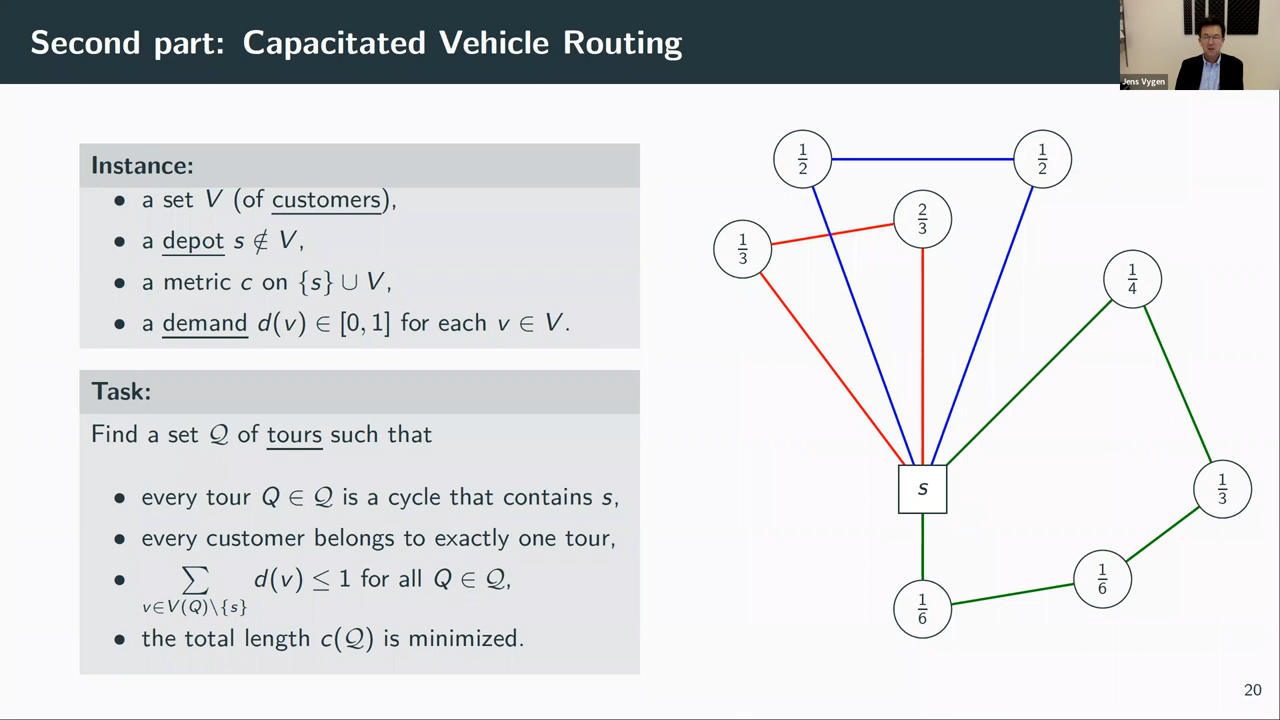 Second part: Capacitated Vehicle Routing
Jens Vygen
Instance:
• a set V (of customers),
• a depot s ∉ V,
• a metric c on {s} ∪ V,
• a demand d(v) ∈ [0, 1] for each v ∈ V.
Task:
Find a set 𝒬 of tours such that
• every tour Q ∈ 𝒬 is a cycle that contains s,
• every customer belongs to exactly one tour,
• ∑_{v∈V(Q)\{s}} d(v) ≤ 1 for all Q ∈ 𝒬,
• the total length c(𝒬) is minimized.
1/2
1/2
2/3
1/3
1/4
s
1/3
1/6
1/6
20